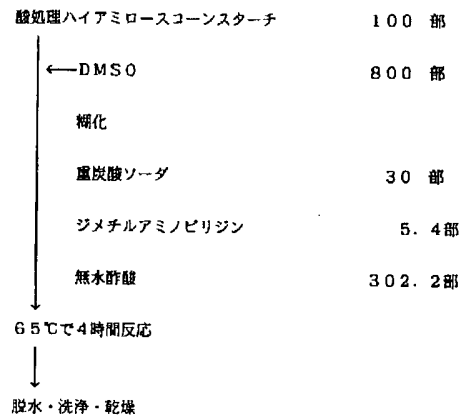 酸処理ハイアミロースコーンスターチ 100 部
←DMSO 800 部
糊化
重炭酸ソーダ 30 部
ジメチルアミノピリジン 5.4部
無水酢酸 302.2部
65℃で4時間反応
脱水・洗浄・乾燥